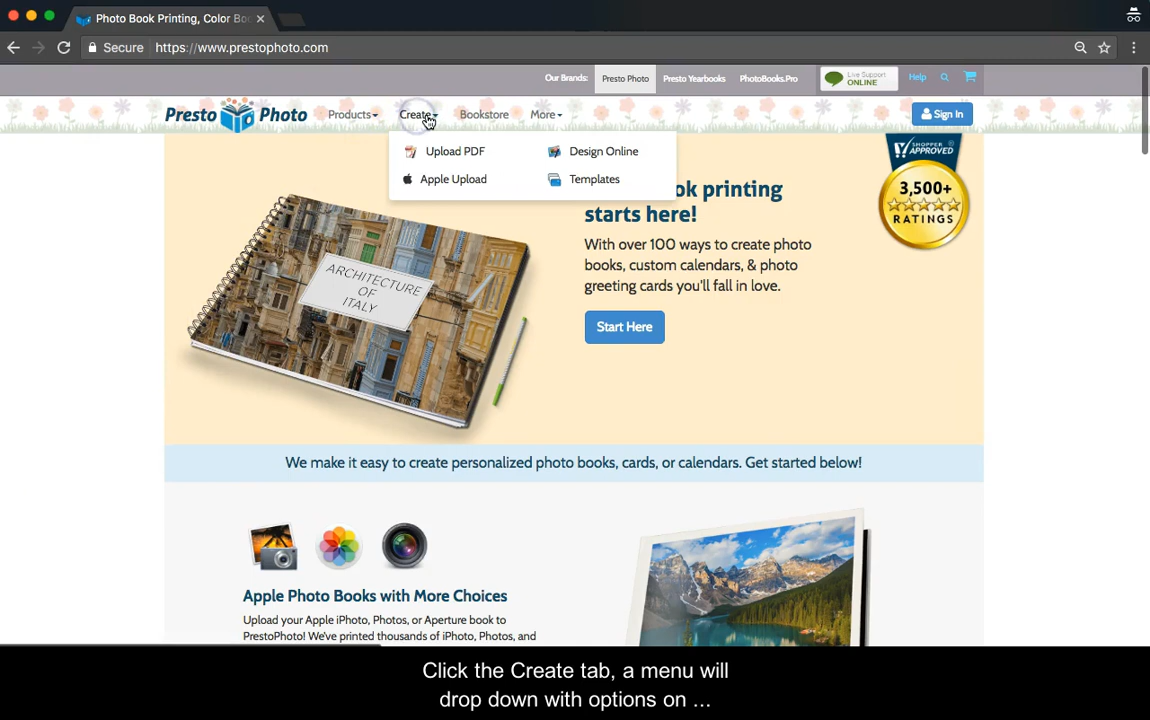 Photo Book Printing, Color Bo
Secure https://www.prestophoto.com
Our Brands: Presto Photo Presto Yearbooks PhotoBooks.Pro Live Support ONLINE Help
Presto Photo Products Create Bookstore More Sign In
Upload PDF Design Online
Apple Upload Templates
SHOPPER APPROVED
3,500+
RATINGS
ok printing
starts here!
With over 100 ways to create photo
books, custom calendars, & photo
greeting cards you'll fall in love.
Start Here
ARCHITECTURE
OF
ITALY
We make it easy to create personalized photo books, cards, or calendars. Get started below!
Apple Photo Books with More Choices
Upload your Apple iPhoto, Photos, or Aperture book to
PrestoPhoto! We've printed thousands of iPhoto, Photos, and
Click the Create tab, a menu will
drop down with options on ...